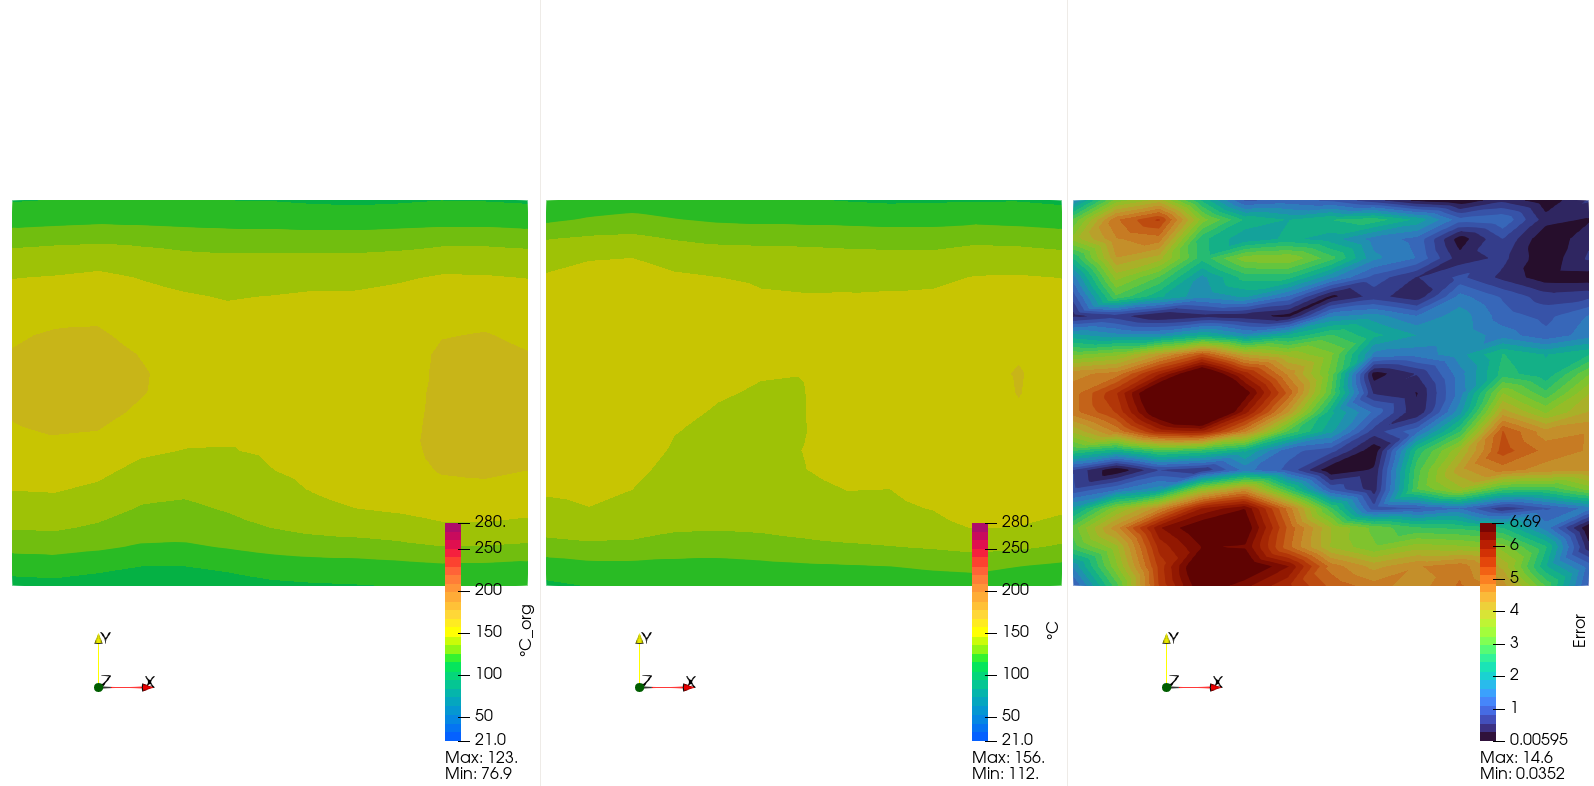 280.
250
200
150
100
50
21.0
°C_org
Max: 123.
Min: 76.9
Y
Z
X
280.
250
200
150
100
50
21.0
°C
Max: 156.
Min: 112.
Y
Z
X
6.69
6
5
4
3
2
1
0.00595
Error
Max: 14.6
Min: 0.0352
Y
Z
X